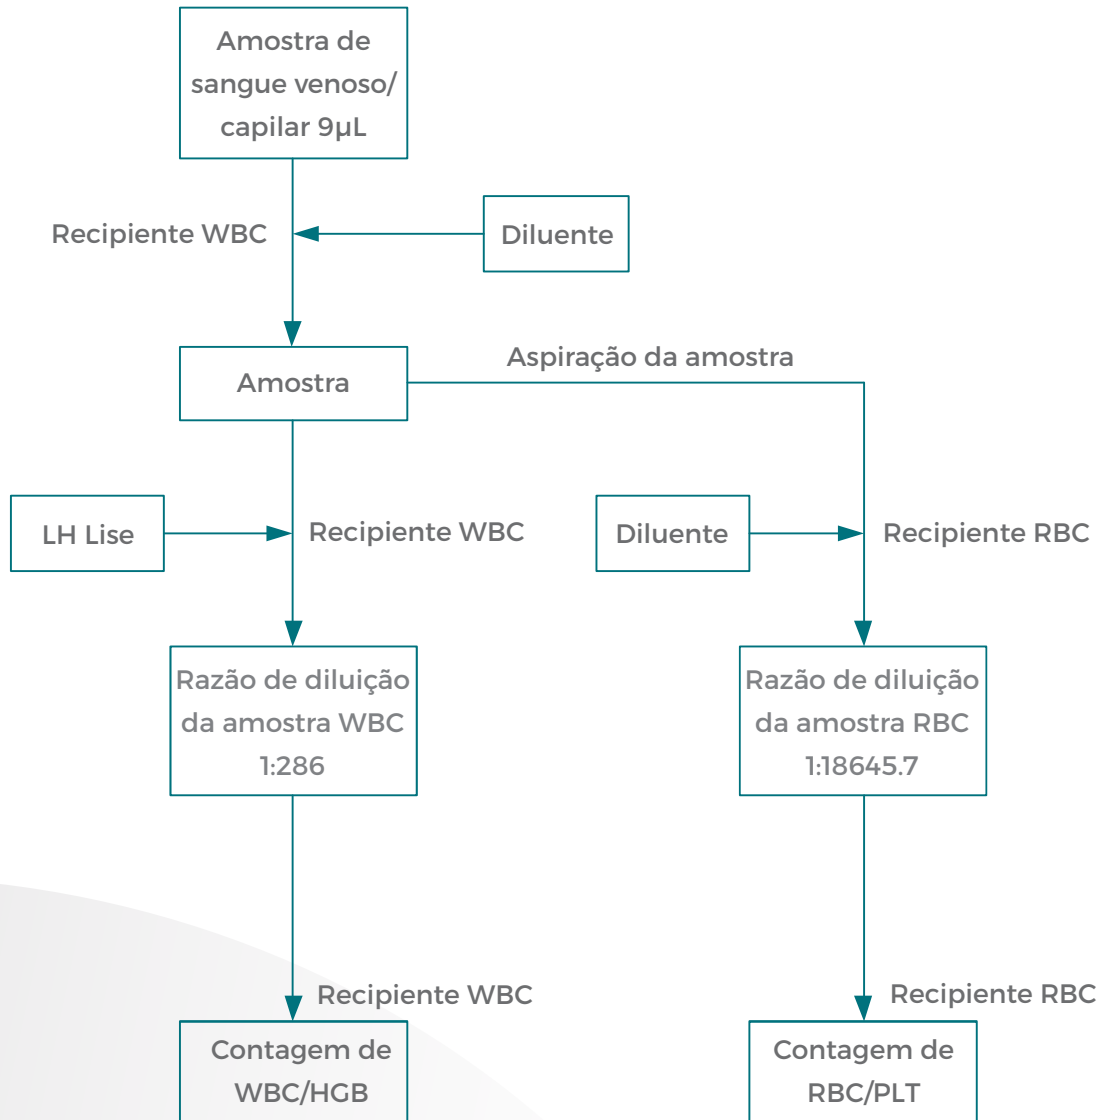 Amostra de
sangue venoso/
capilar 9µL
Recipiente WBC
Diluente
Aspiração da amostra
Amostra
LH Lise
Recipiente WBC
Diluente
Recipiente RBC
Razão de diluição
da amostra WBC
1:286
Razão de diluição
da amostra RBC
1:18645.7
Recipiente WBC
Recipiente RBC
Contagem de
WBC/HGB
Contagem de
RBC/PLT